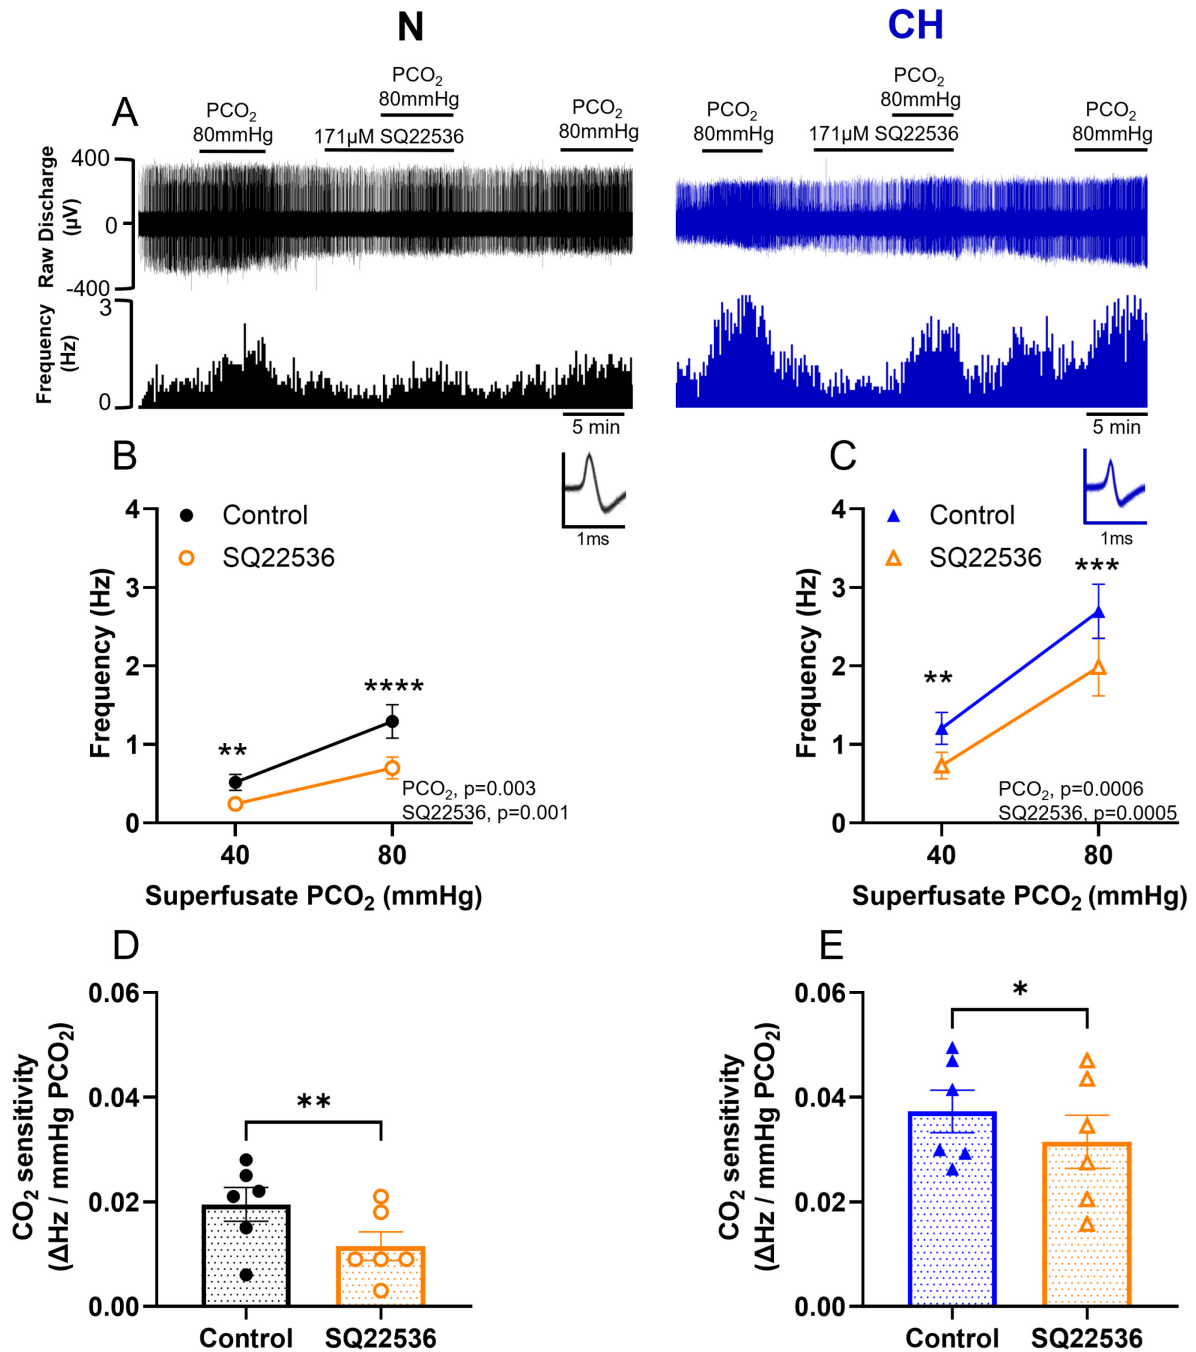 N
CH
A
PCO2
80mmHg
PCO2
80mmHg
171µM SQ22536
PCO2
80mmHg
PCO2
80mmHg
PCO2
80mmHg
171µM SQ22536
PCO2
80mmHg
Raw Discharge
(µV)
400
0
-400
Frequency
(Hz)
3
0
5 min
5 min
B
Control
SQ22536
1ms
Frequency (Hz)
4
3
2
1
0
**
****
PCO2, p=0.003
SQ22536, p=0.001
40
80
Superfusate PCO2 (mmHg)
C
Control
SQ22536
1ms
Frequency (Hz)
4
3
2
1
0
**
***
PCO2, p=0.0006
SQ22536, p=0.0005
40
80
Superfusate PCO2 (mmHg)
D
CO2 sensitivity
(ΔHz / mmHg PCO2)
0.06
0.04
0.02
0.00
**
Control
SQ22536
E
CO2 sensitivity
(ΔHz / mmHg PCO2)
0.06
0.04
0.02
0.00
*
Control
SQ22536